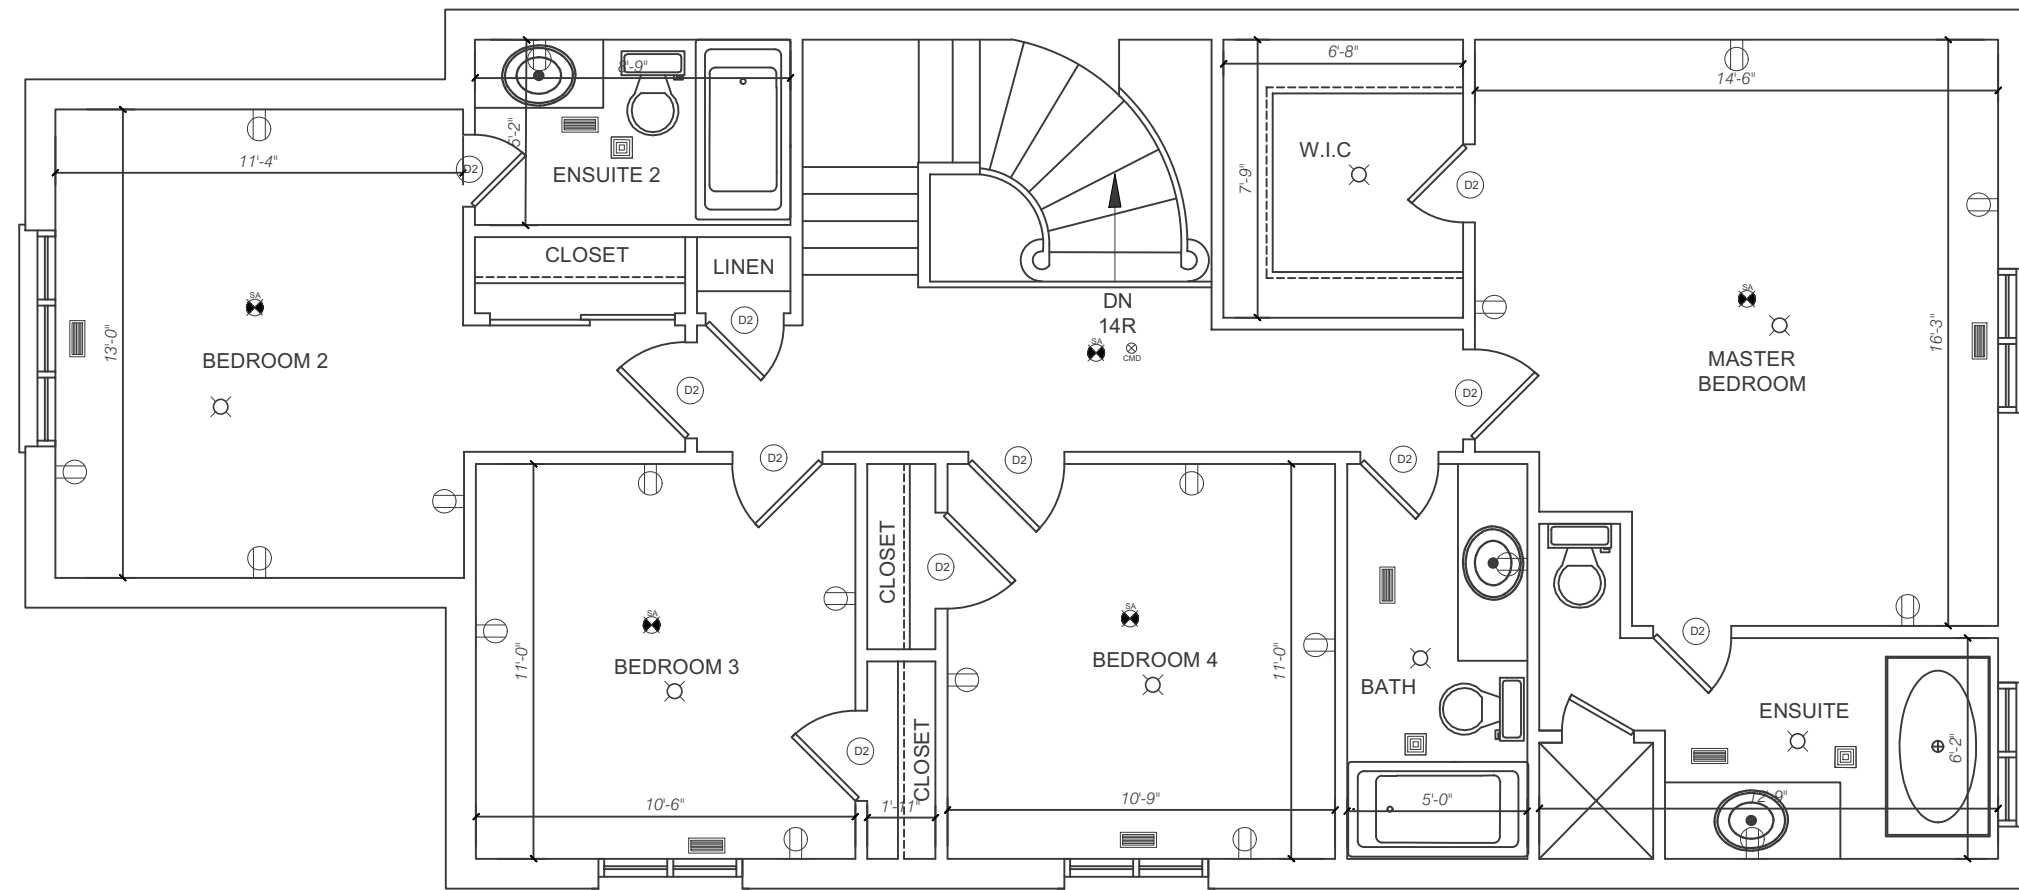 8'-9"
6'-8"
14'-6"
5'-2"
11'-4"
D2
ENSUITE 2
W.I.C
7'-9"
D2
CLOSET
LINEN
SA
13'-0"
BEDROOM 2
D2
DN
14R
SA
CMD
SA
16'-3"
MASTER
BEDROOM
D2
D2
D2
D2
D2
CLOSET
D2
SA
11'-0"
BEDROOM 3
SA
BEDROOM 4
11'-0"
D2
BATH
ENSUITE
6'-2"
D2
CLOSET
10'-6"
1'-11"
10'-9"
5'-0"
12'-9"